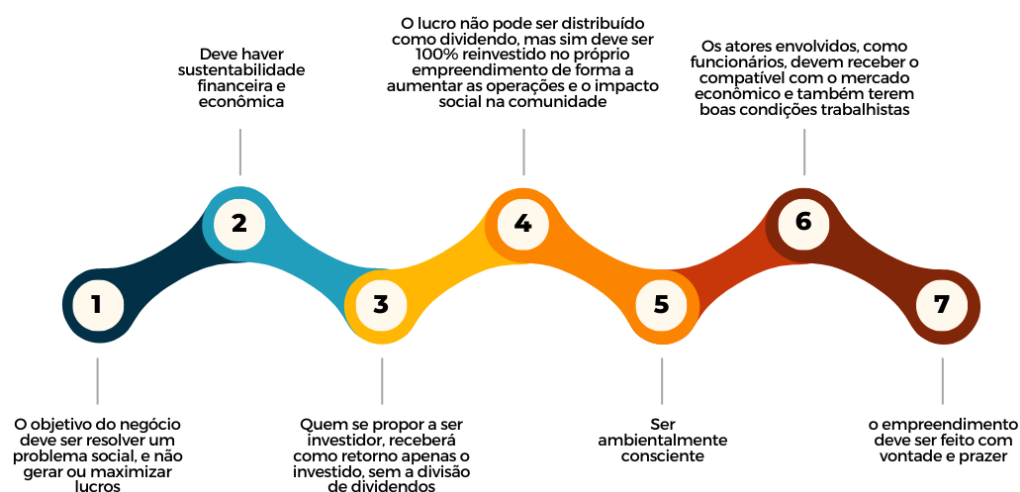 1
O objetivo do negócio
deve ser resolver um
problema social, e não
gerar ou maximizar
lucros
2
Deve haver
sustentabilidade
financeira e
econômica
3
Quem se propor a ser
investidor, receberá
como retorno apenas o
investido, sem a divisão
de dividendos
4
O lucro não pode ser distribuído
como dividendo, mas sim deve ser
100% reinvestido no próprio
empreendimento de forma a
aumentar as operações e o impacto
social na comunidade
5
Ser
ambientalmente
consciente
6
Os atores envolvidos, como
funcionários, devem receber o
compatível com o mercado
econômico e também terem
boas condições trabalhistas
7
o empreendimento
deve ser feito com
vontade e prazer